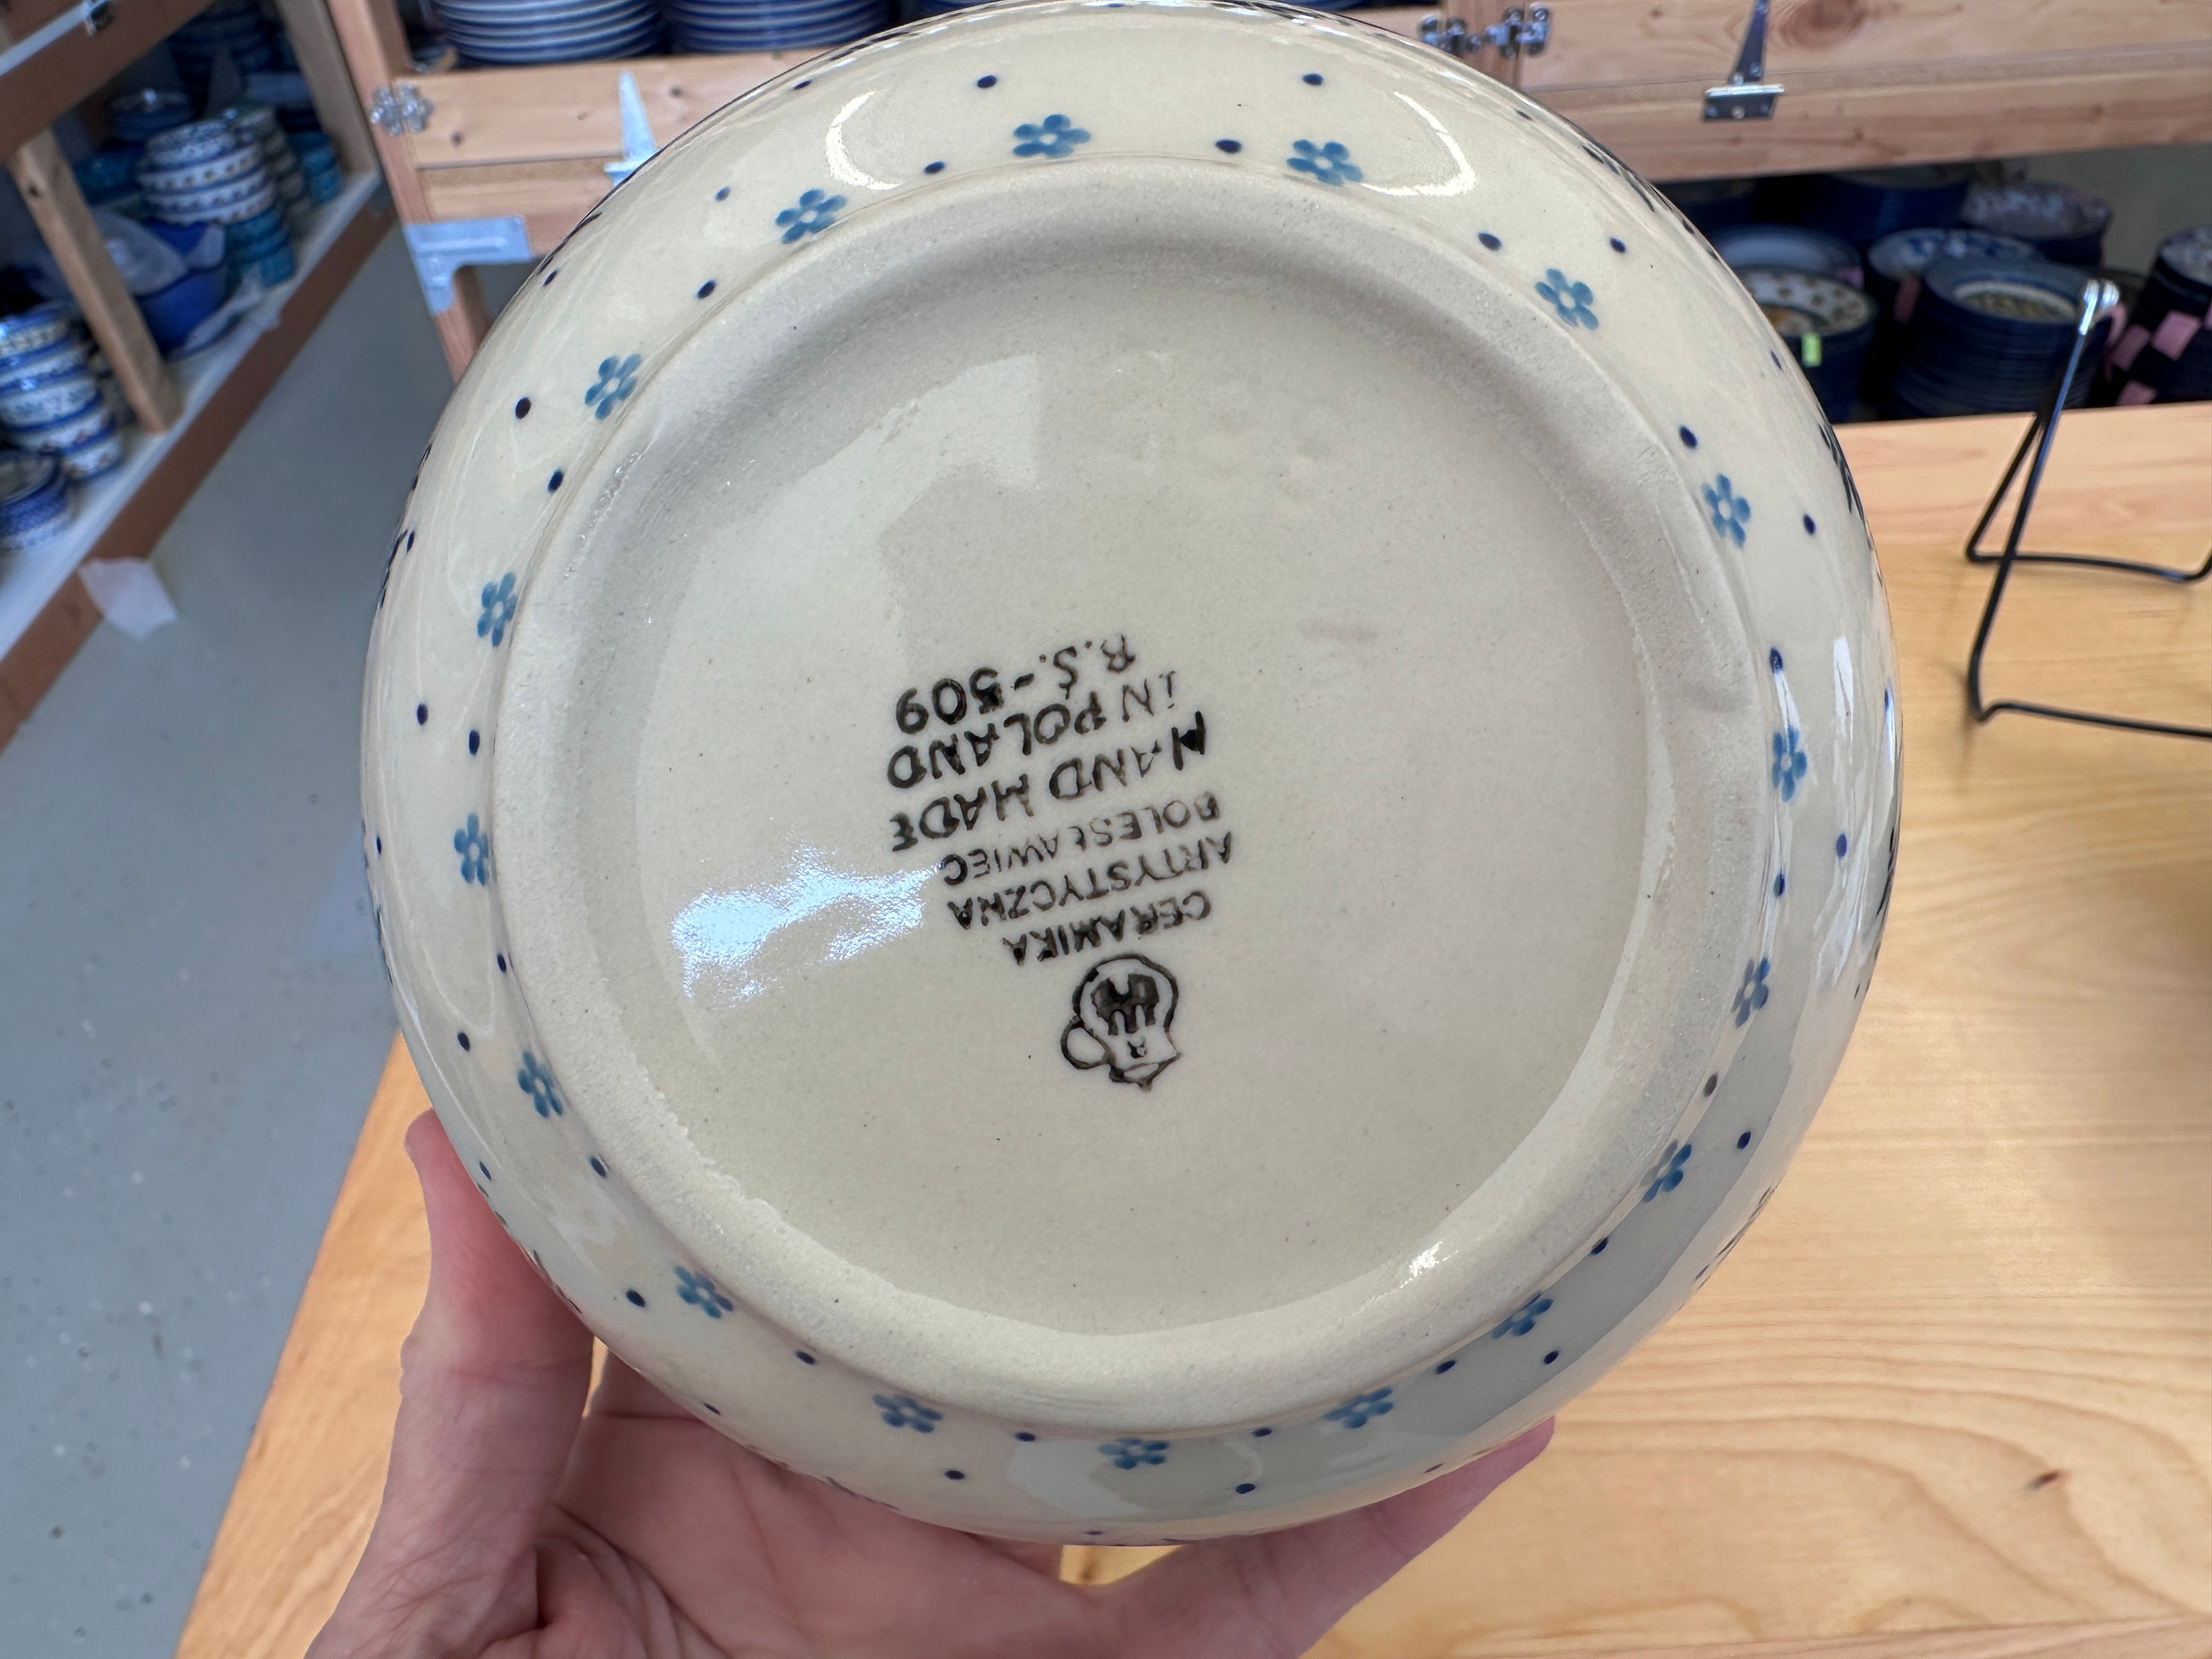 CERAMIKA
ARTYSTYCZNA
BOLESŁAWIEC
HAND MADE
iN POLAND
R.Ś.-509